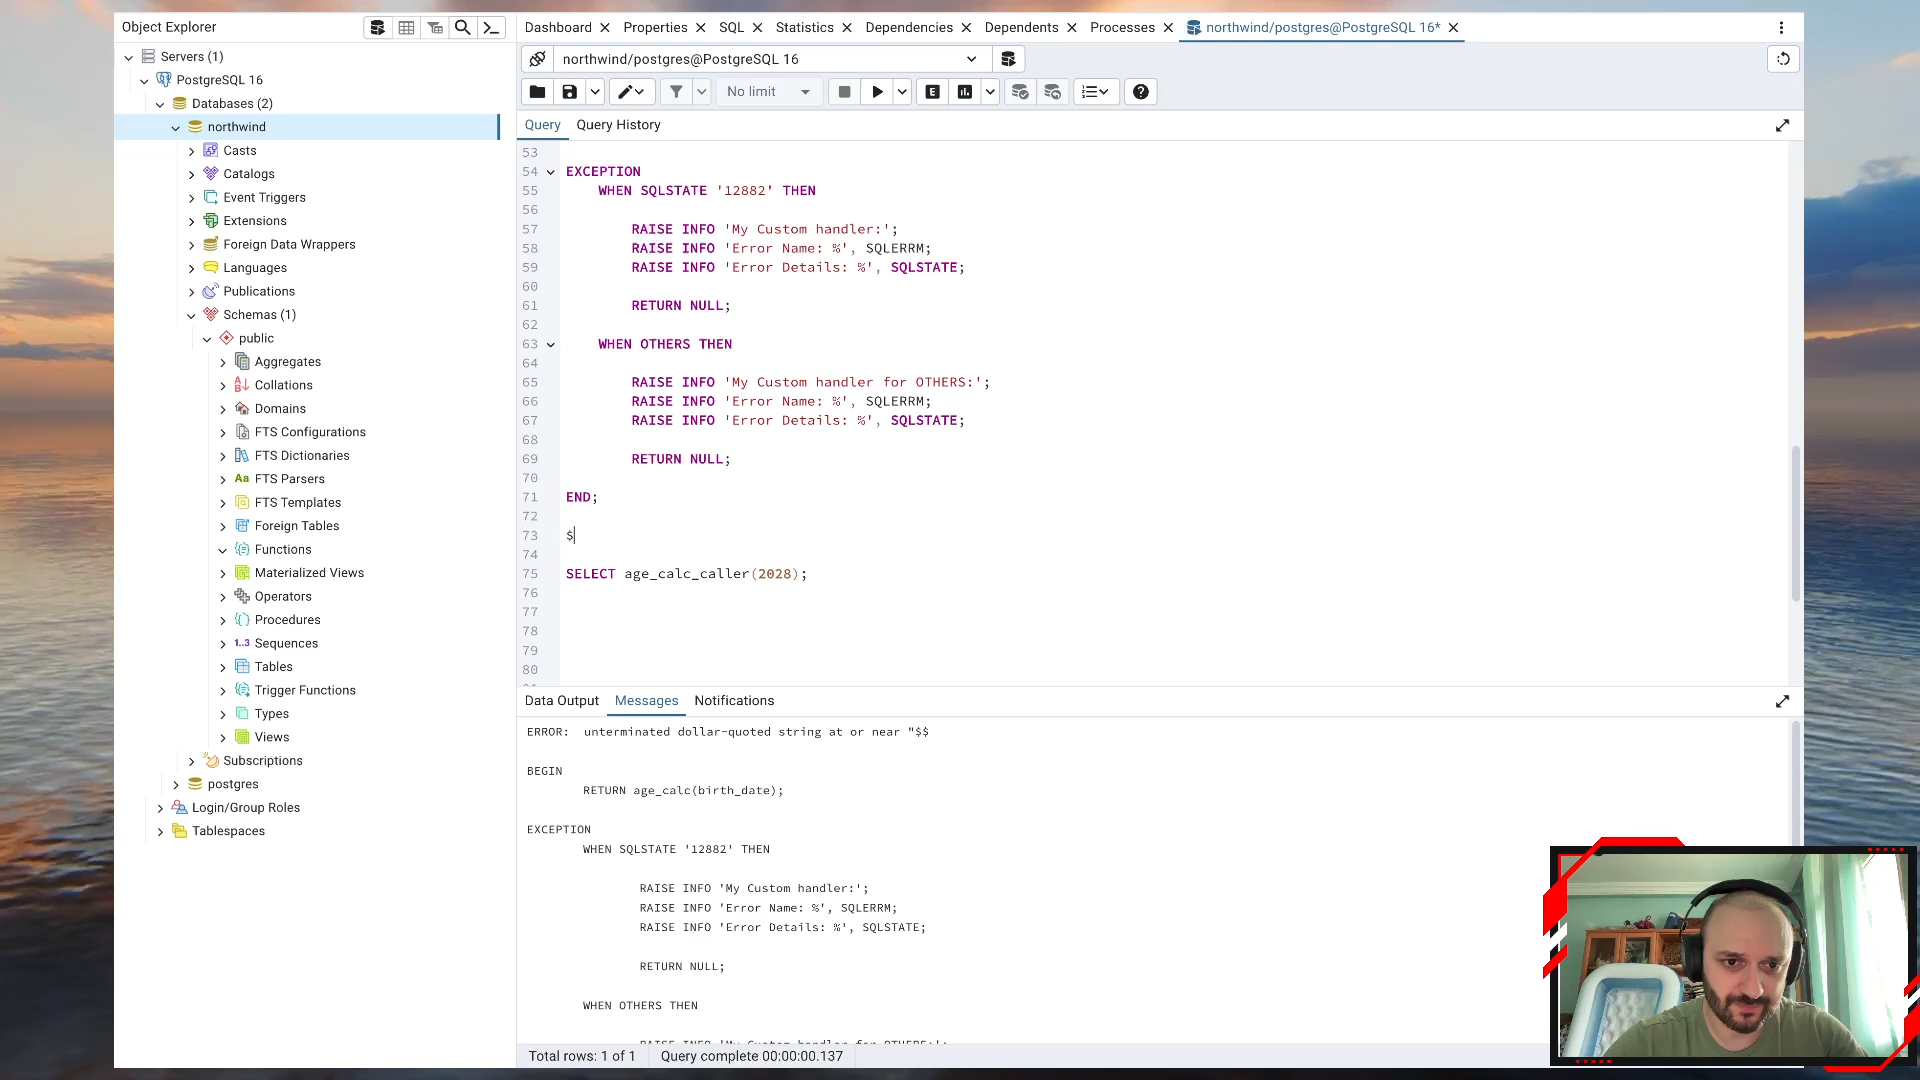 Object Explorer
Servers (1)
PostgreSQL 16
Databases (2)
northwind
Casts
Catalogs
Event Triggers
Extensions
Foreign Data Wrappers
Languages
Publications
Schemas (1)
public
Aggregates
Collations
Domains
FTS Configurations
FTS Dictionaries
Aa FTS Parsers
FTS Templates
Foreign Tables
Functions
Materialized Views
Operators
Procedures
1..3 Sequences
Tables
Trigger Functions
Types
Views
Subscriptions
postgres
Login/Group Roles
Tablespaces
Dashboard Properties SQL Statistics Dependencies Dependents Processes northwind/postgres@PostgreSQL 16*
northwind/postgres@PostgreSQL 16
No limit E
Query Query History
53
54 EXCEPTION
55 WHEN SQLSTATE '12882' THEN
56
57 RAISE INFO 'My Custom handler:';
58 RAISE INFO 'Error Name: %', SQLERRM;
59 RAISE INFO 'Error Details: %', SQLSTATE;
60
61 RETURN NULL;
62
63 WHEN OTHERS THEN
64
65 RAISE INFO 'My Custom handler for OTHERS:';
66 RAISE INFO 'Error Name: %', SQLERRM;
67 RAISE INFO 'Error Details: %', SQLSTATE;
68
69 RETURN NULL;
70
71 END;
72
73 $
74
75 SELECT age_calc_caller(2028);
76
77
78
79
80
Data Output Messages Notifications
ERROR: unterminated dollar-quoted string at or near "$$
BEGIN
RETURN age_calc(birth_date);
EXCEPTION
WHEN SQLSTATE '12882' THEN
RAISE INFO 'My Custom handler:';
RAISE INFO 'Error Name: %', SQLERRM;
RAISE INFO 'Error Details: %', SQLSTATE;
RETURN NULL;
WHEN OTHERS THEN
RAISE INFO 'My Custom handler for OTHERS:';
Total rows: 1 of 1 Query complete 00:00:00.137